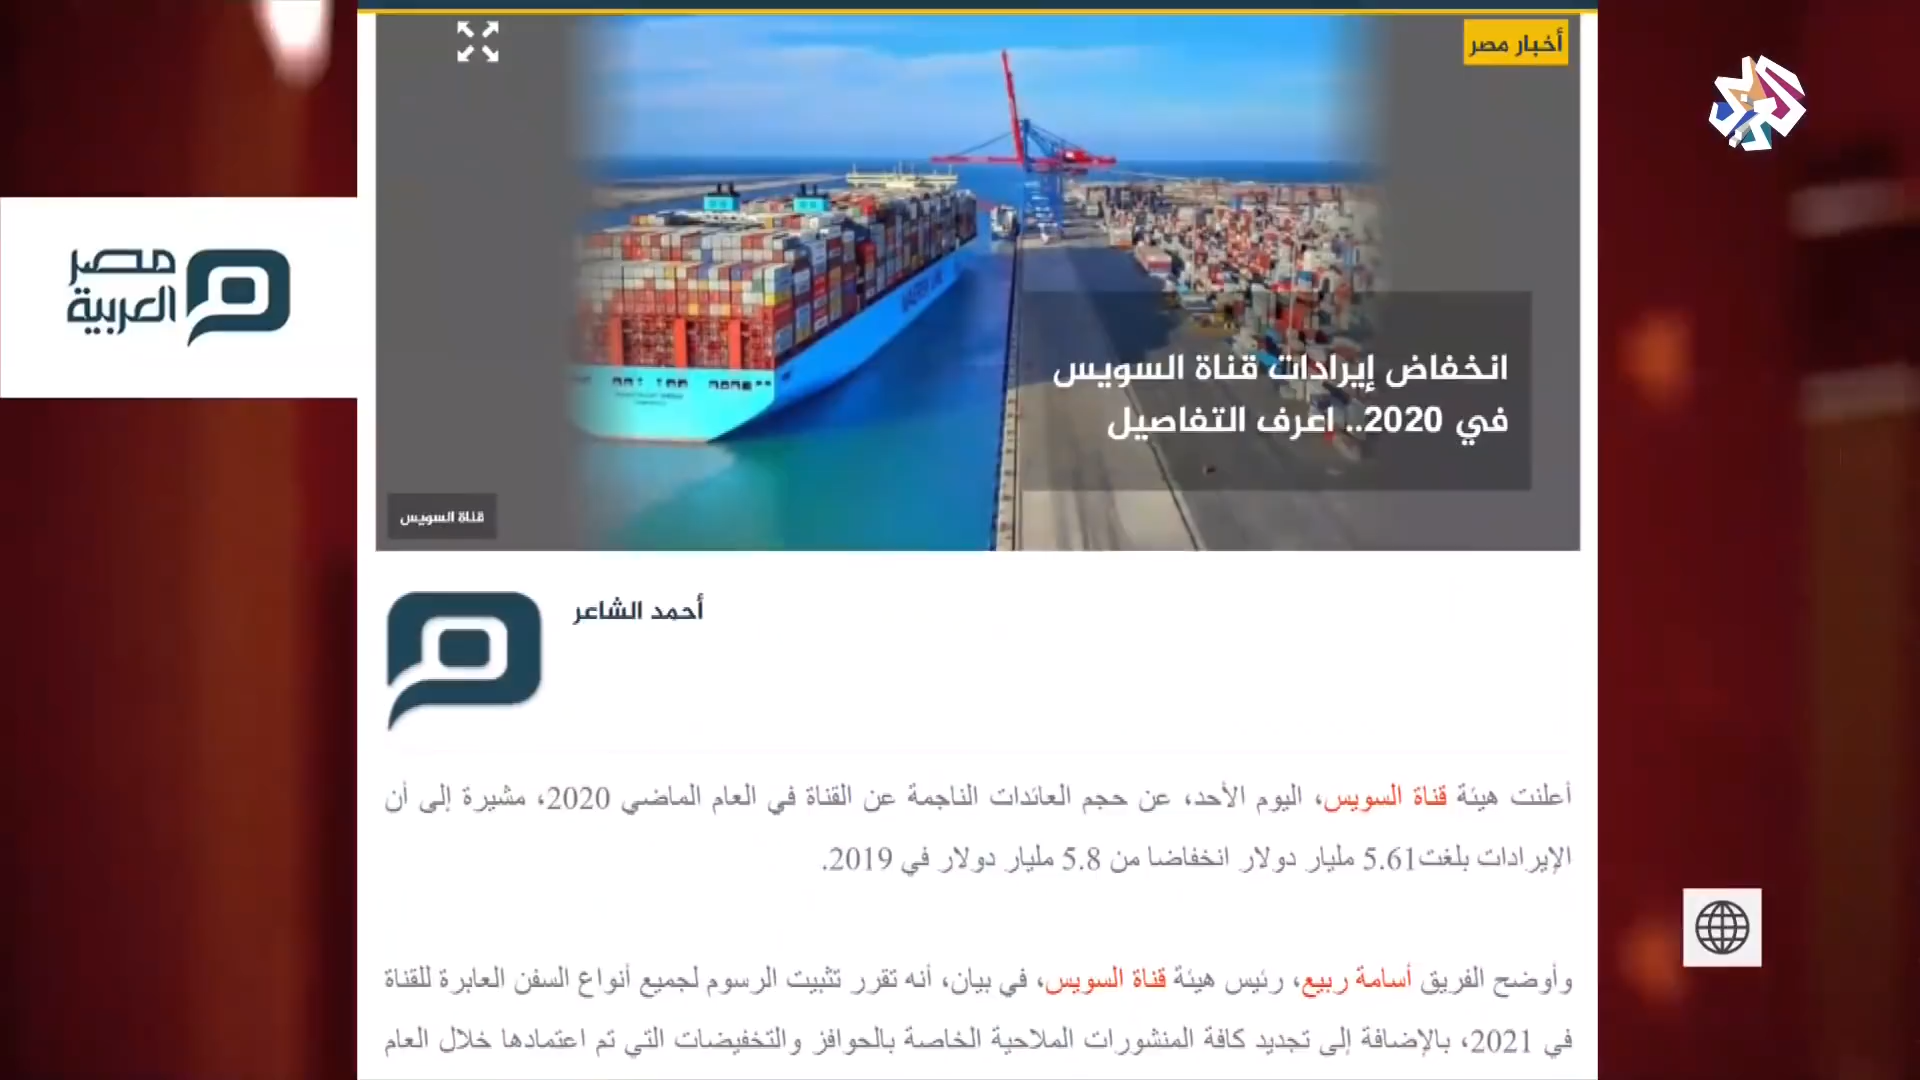 أخبار مصر
مصر
العربية
انخفاض إيرادات قناة السويس
في 2020.. اعرف التفاصيل
قناة السويس
أحمد الشاعر
أعلنت هيئة قناة السويس، اليوم الأحد، عن حجم العائدات الناجمة عن القناة في العام الماضي 2020، مشيرة إلى أن
الإيرادات بلغت5.61 مليار دولار انخفاضا من 5.8 مليار دولار في 2019.
وأوضح الفريق أسامة ربيع، رئيس هيئة قناة السويس، في بيان، أنه تقرر تثبيت الرسوم لجميع أنواع السفن العابرة للقناة
في 2021، بالإضافة إلى تجديد كافة المنشورات الملاحية الخاصة بالحوافز والتخفيضات التي تم اعتمادها خلال العام